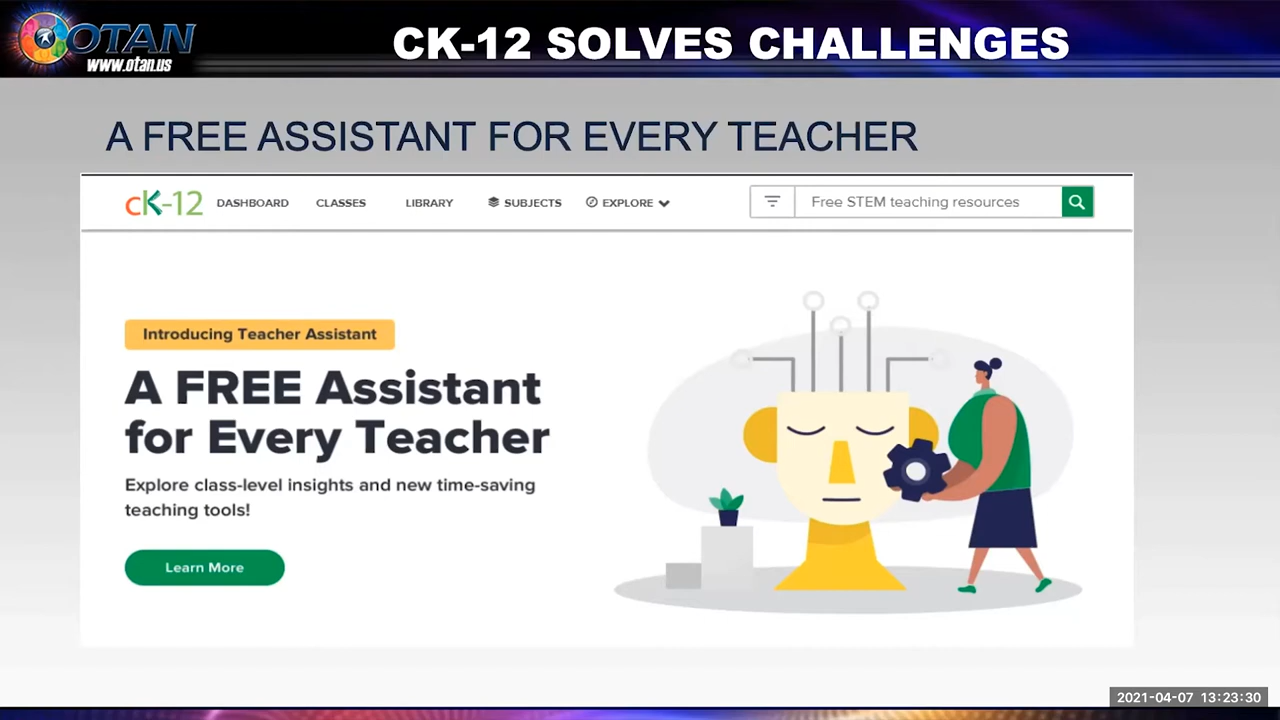 OTAN
www.otan.us
CK-12 SOLVES CHALLENGES
A FREE ASSISTANT FOR EVERY TEACHER
cK-12 DASHBOARD CLASSES LIBRARY SUBJECTS EXPLORE Free STEM teaching resources
Introducing Teacher Assistant
A FREE Assistant
for Every Teacher
Explore class-level insights and new time-saving
teaching tools!
Learn More
2021-04-07 13:23:30